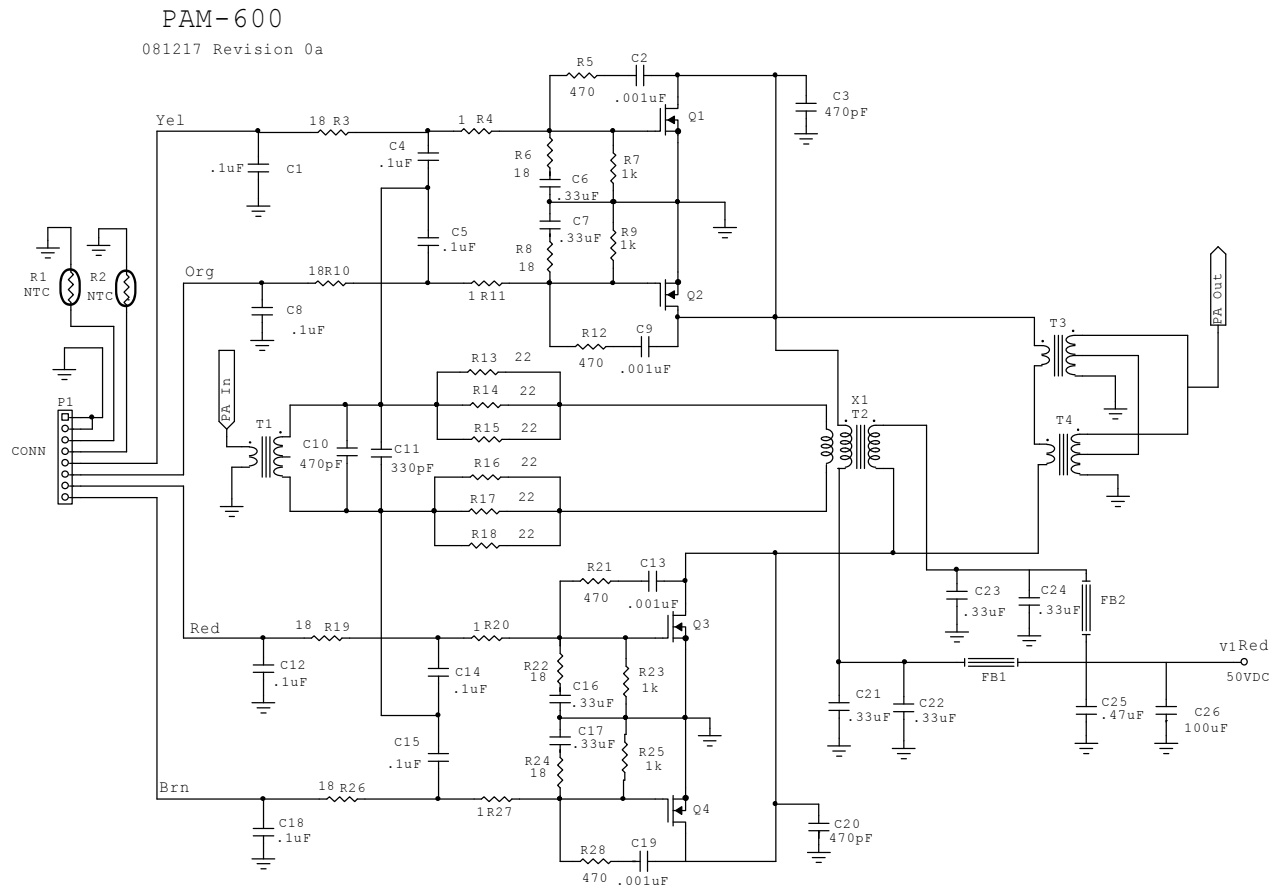 PAM-600
081217 Revision 0a
R5
C2
470
.001uF
C3
470pF
Q1
Yel
18 R3
1 R4
C4
.1uF
.1uF
C1
R6
18
R7
1k
C6
.33uF
C7
.33uF
R8
18
R9
1k
C5
.1uF
R1
NTC
R2
NTC
Org
18R10
1R11
C8
.1uF
Q2
R12
470
C9
.001uF
PA Out
T3
T4
P1
CONN
PA In
T1
R13 22
R14 22
R15 22
C10
470pF
C11
330pF
R16 22
R17 22
R18 22
X1
T2
R21
470
C13
.001uF
Q3
Red
18 R19
1R20
C12
.1uF
C14
.1uF
R22
18
R23
1k
C16
.33uF
C17
.33uF
R24
18
R25
1k
C15
.1uF
C23
.33uF
C24
.33uF
FB2
V1Red
50VDC
FB1
C21
.33uF
C22
.33uF
C25
.47uF
C26
100uF
Brn
18 R26
1R27
C18
.1uF
Q4
C20
470pF
R28
470
C19
.001uF